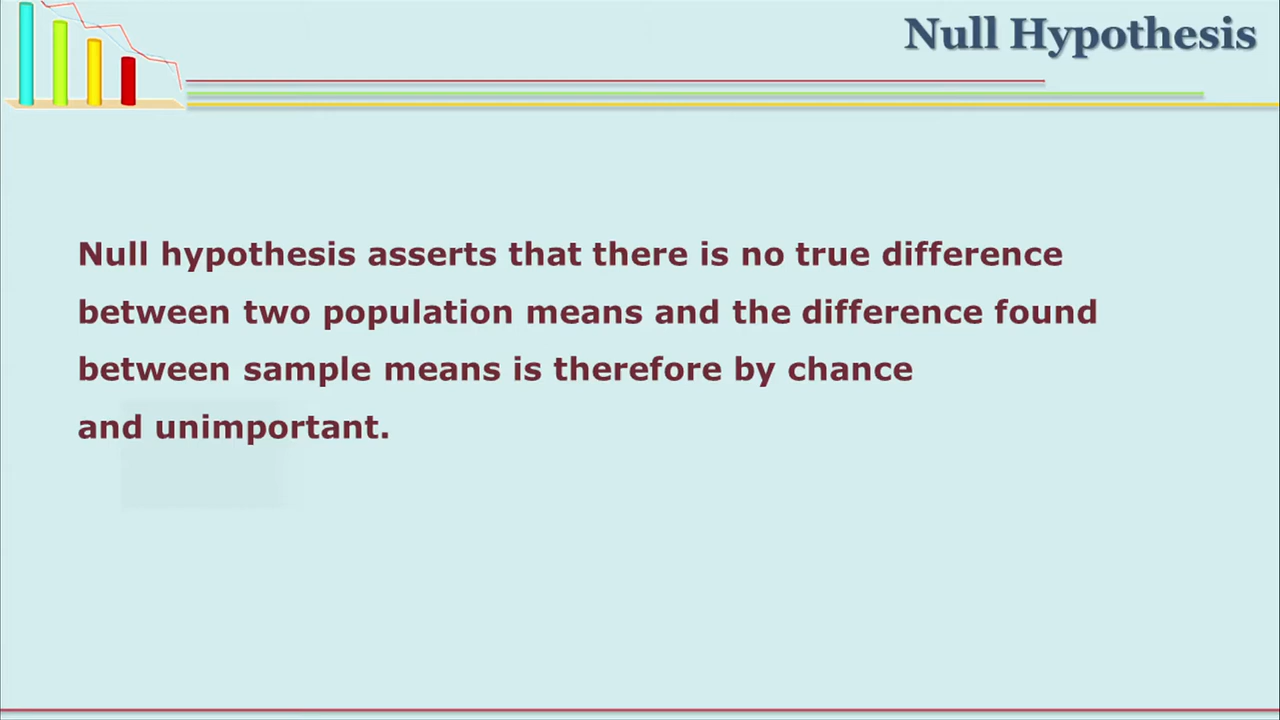 Null Hypothesis
Null hypothesis asserts that there is no true difference
between two population means and the difference found
between sample means is therefore by chance
and unimportant.